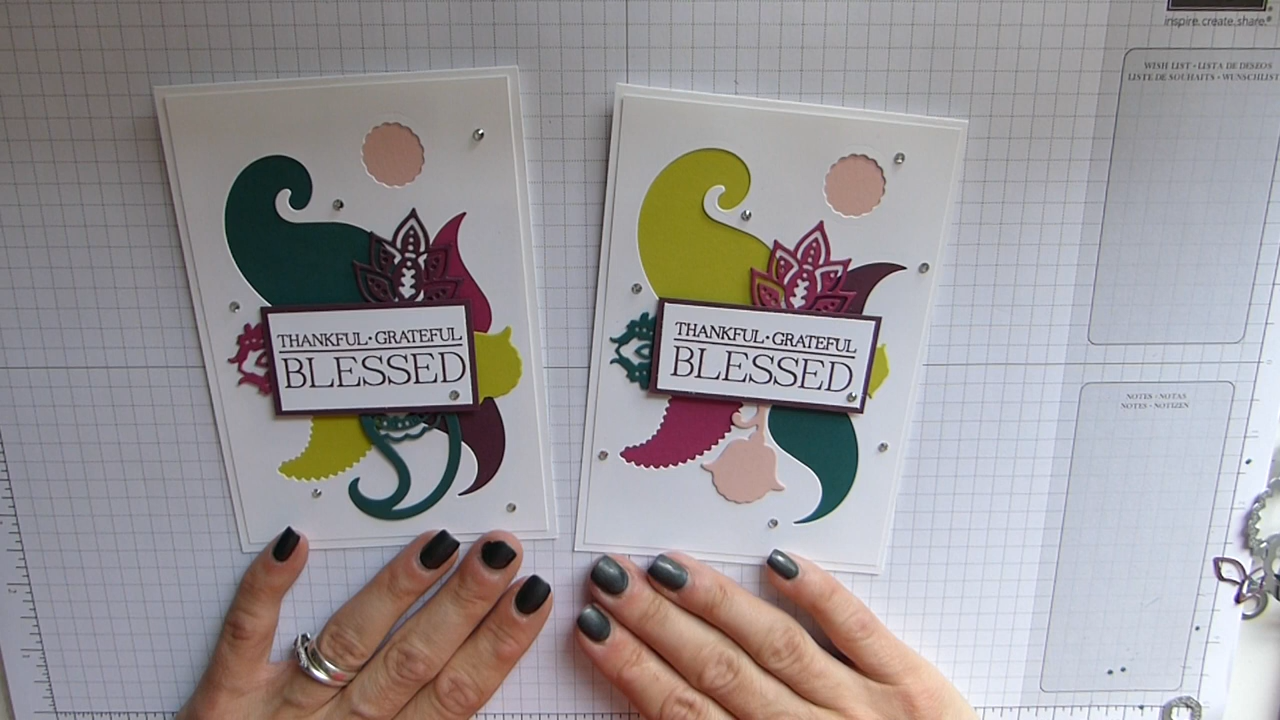 inspire. create. share.®
WISH LIST • LISTA DE DESEOS
LISTE DE SOUHAITS • WUNSCHLIST
THANKFUL • GRATEFUL
BLESSED
THANKFUL • GRATEFUL
BLESSED
NOTES • NOTAS
NOTES • NOTIZEN